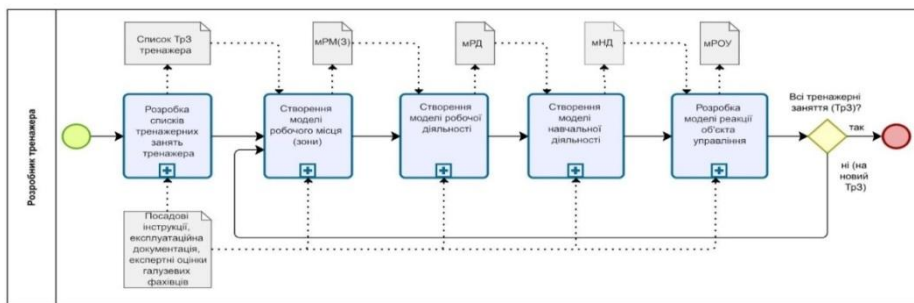 Розробник тренажера
Список ТрЗ
тренажера
мРМ(З)
мРД
мНД
мРОУ
Розробка
списків
тренажерних
занять
тренажера
Створення
моделі
робочого місця
(зони)
Створення
моделі робочої
діяльності
Створення
моделі
навчальної
діяльності
Розробка
моделі реакції
об'єкта
управління
Всі тренажерні
заняття (ТрЗ)?
так
ні (на
новий
ТрЗ)
Посадові
інструкції,
експлуатаційна
документація,
експертні оцінки
галузевих
фахівців